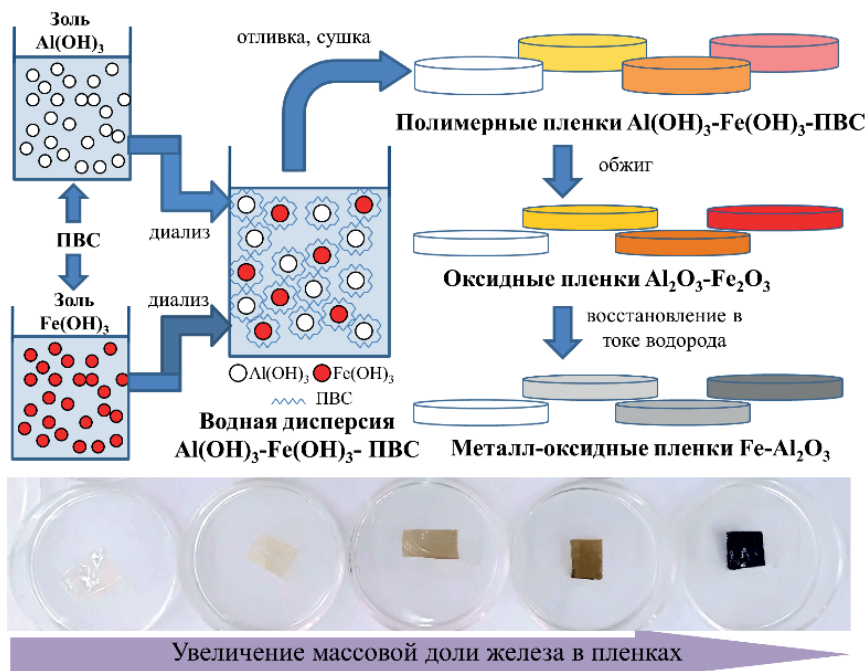 Золь
Al(OH)₃
ПВС
Золь
Fe(OH)₃
диализ
диализ
Al(OH)₃ Fe(OH)₃
ПВС
Водная дисперсия
Al(OH)₃-Fe(OH)₃- ПВС
отливка, сушка
Полимерные пленки Al(OH)₃-Fe(OH)₃-ПВС
обжиг
Оксидные пленки Al₂O₃-Fe₂O₃
восстановление в
токе водорода
Металл-оксидные пленки Fe-Al₂O₃
Увеличение массовой доли железа в пленках